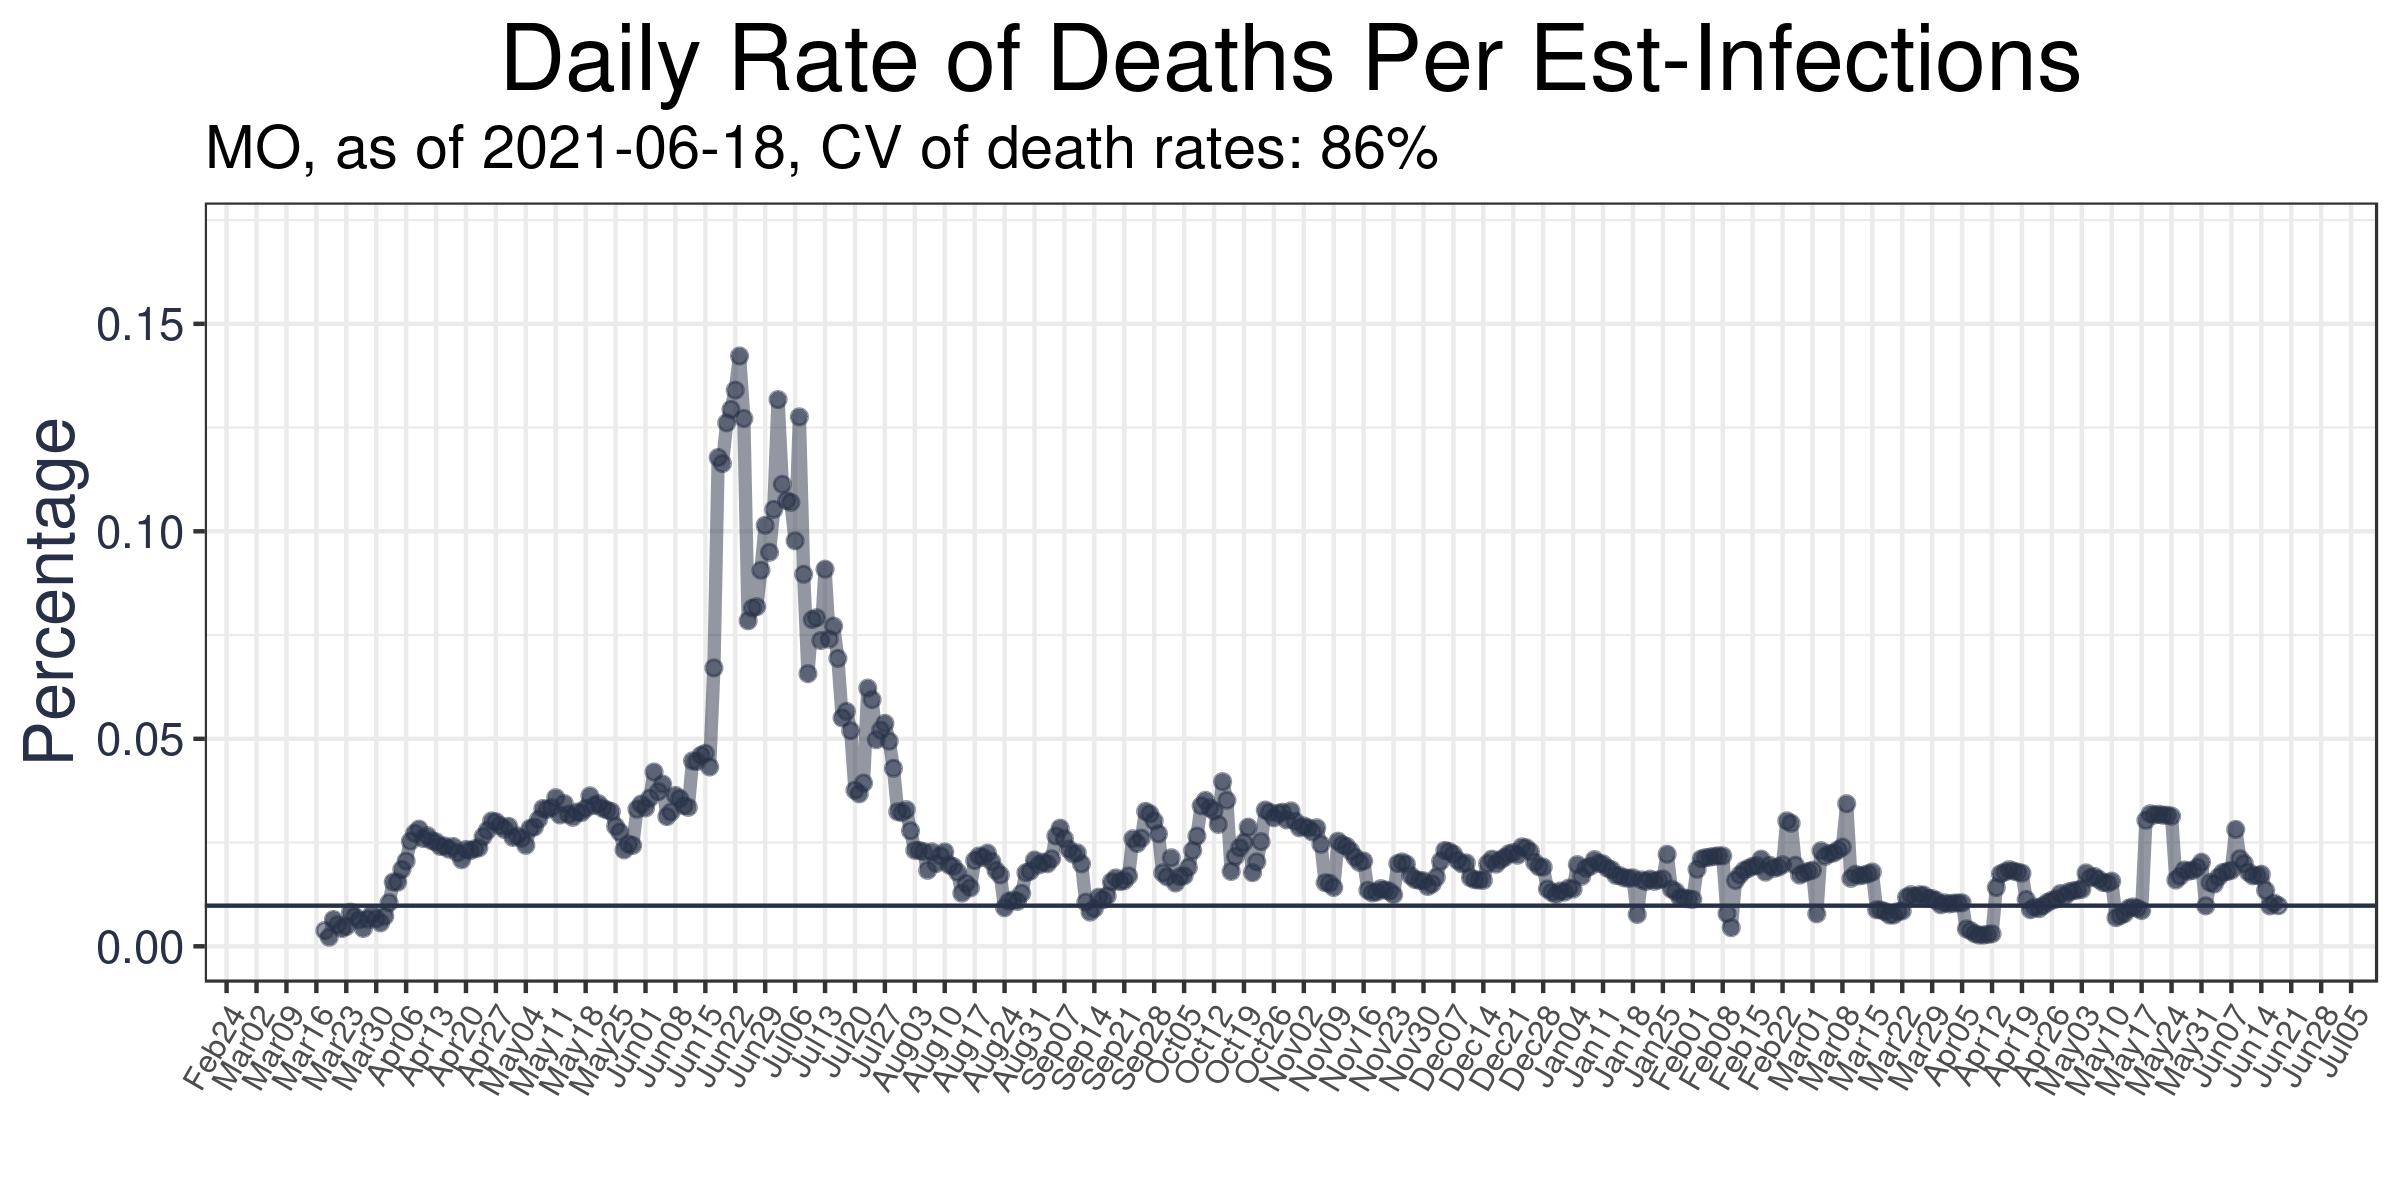 Daily Rate of Deaths Per Est-Infections
MO, as of 2021-06-18, CV of death rates: 86%
Percentage
0.15
0.10
0.05
0.00
Feb24 Mar02 Mar09 Mar16 Mar23 Mar30 Apr06 Apr13 Apr20 Apr27 May04 May11 May18 May25 Jun01 Jun08 Jun15 Jun22 Jun29 Jul06 Jul13 Jul20 Jul27 Aug03 Aug10 Aug17 Aug24 Aug31 Sep07 Sep14 Sep21 Sep28 Oct05 Oct12 Oct19 Oct26 Nov02 Nov09 Nov16 Nov23 Nov30 Dec07 Dec14 Dec21 Dec28 Jan04 Jan11 Jan18 Jan25 Feb01 Feb08 Feb15 Feb22 Mar01 Mar08 Mar15 Mar22 Mar29 Apr05 Apr12 Apr19 Apr26 May03 May10 May17 May24 May31 Jun07 Jun14 Jun21 Jun28 Jul05